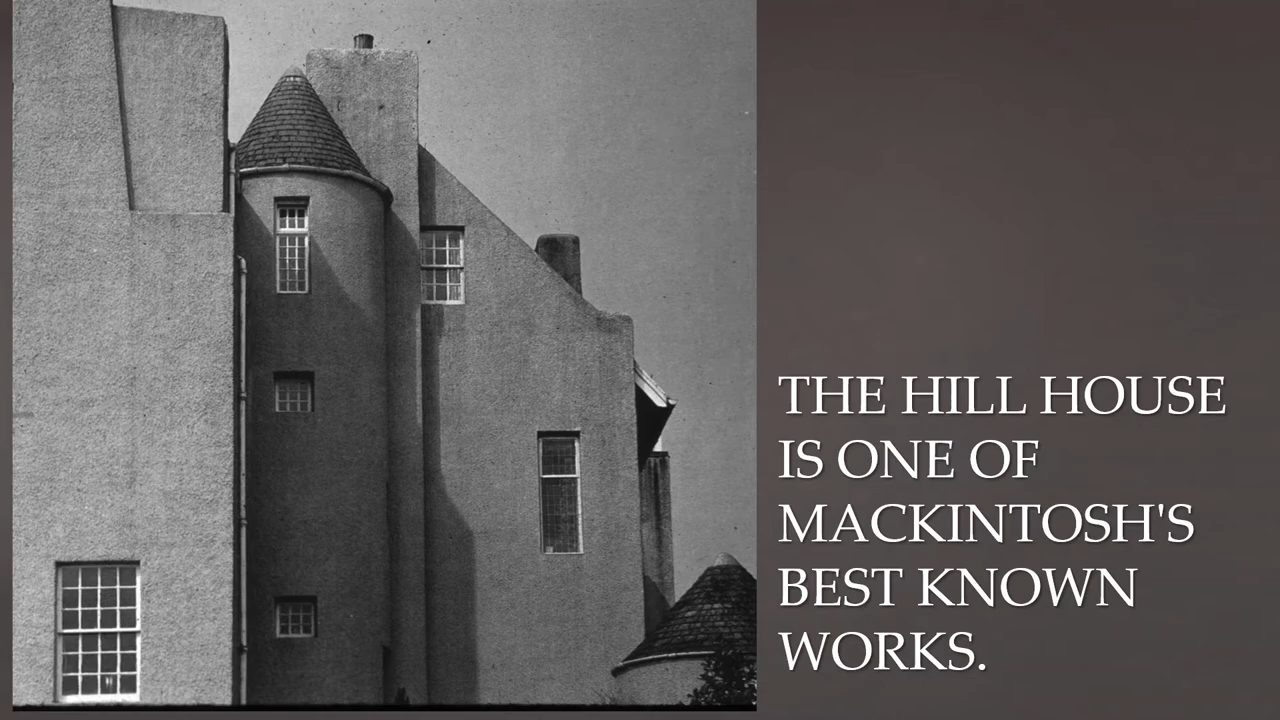 THE HILL HOUSE
IS ONE OF
MACKINTOSH'S
BEST KNOWN
WORKS.